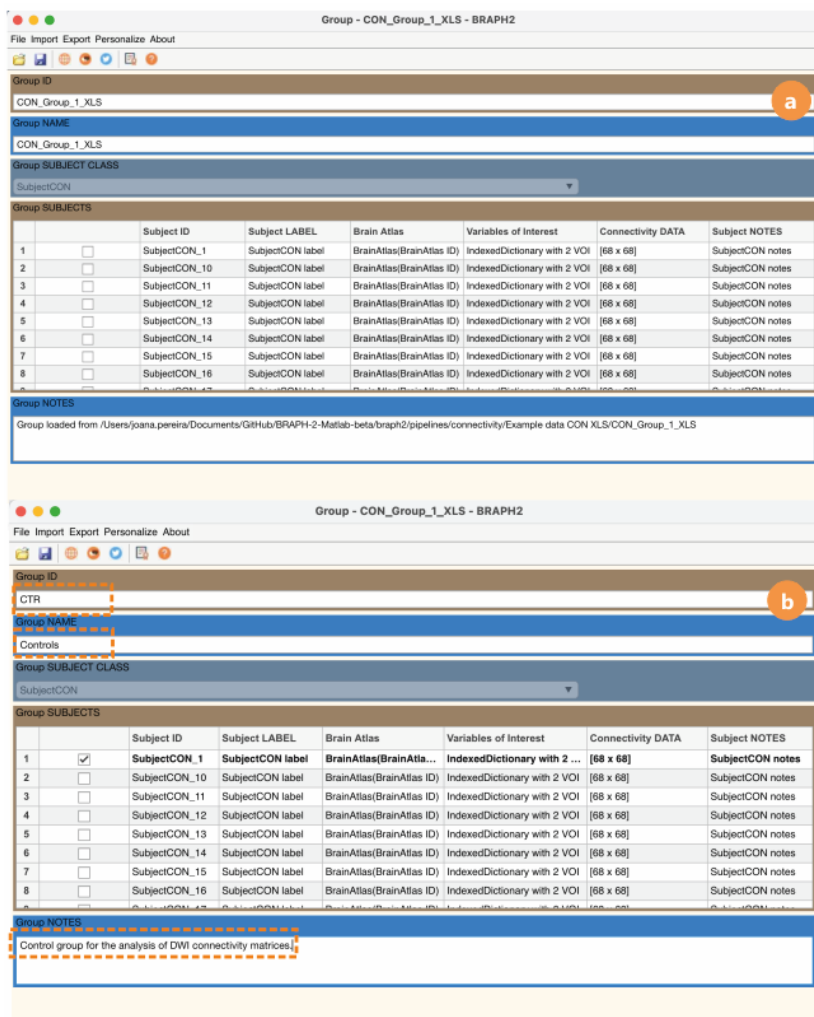 Group - CON_Group_1_XLS - BRAPH2
File Import Export Personalize About
Group ID
CON_Group_1_XLS
a
Group NAME
CON_Group_1_XLS
Group SUBJECT CLASS
SubjectCON
Group SUBJECTS
Subject ID Subject LABEL Brain Atlas Variables of Interest Connectivity DATA Subject NOTES
1 SubjectCON_1 SubjectCON label BrainAtlas(BrainAtlas ID) IndexedDictionary with 2 VOI [68 x 68] SubjectCON notes
2 SubjectCON_10 SubjectCON label BrainAtlas(BrainAtlas ID) IndexedDictionary with 2 VOI [68 x 68] SubjectCON notes
3 SubjectCON_11 SubjectCON label BrainAtlas(BrainAtlas ID) IndexedDictionary with 2 VOI [68 x 68] SubjectCON notes
4 SubjectCON_12 SubjectCON label BrainAtlas(BrainAtlas ID) IndexedDictionary with 2 VOI [68 x 68] SubjectCON notes
5 SubjectCON_13 SubjectCON label BrainAtlas(BrainAtlas ID) IndexedDictionary with 2 VOI [68 x 68] SubjectCON notes
6 SubjectCON_14 SubjectCON label BrainAtlas(BrainAtlas ID) IndexedDictionary with 2 VOI [68 x 68] SubjectCON notes
7 SubjectCON_15 SubjectCON label BrainAtlas(BrainAtlas ID) IndexedDictionary with 2 VOI [68 x 68] SubjectCON notes
8 SubjectCON_16 SubjectCON label BrainAtlas(BrainAtlas ID) IndexedDictionary with 2 VOI [68 x 68] SubjectCON notes
Group NOTES
Group loaded from /Users/joana.pereira/Documents/GitHub/BRAPH-2-Matlab-beta/braph2/pipelines/connectivity/Example data CON XLS/CON_Group_1_XLS
Group - CON_Group_1_XLS - BRAPH2
File Import Export Personalize About
Group ID
CTR
b
Group NAME
Controls
Group SUBJECT CLASS
SubjectCON
Group SUBJECTS
Subject ID Subject LABEL Brain Atlas Variables of Interest Connectivity DATA Subject NOTES
1 SubjectCON_1 SubjectCON label BrainAtlas(BrainAtla... IndexedDictionary with 2 ... [68 x 68] SubjectCON notes
2 SubjectCON_10 SubjectCON label BrainAtlas(BrainAtlas ID) IndexedDictionary with 2 VOI [68 x 68] SubjectCON notes
3 SubjectCON_11 SubjectCON label BrainAtlas(BrainAtlas ID) IndexedDictionary with 2 VOI [68 x 68] SubjectCON notes
4 SubjectCON_12 SubjectCON label BrainAtlas(BrainAtlas ID) IndexedDictionary with 2 VOI [68 x 68] SubjectCON notes
5 SubjectCON_13 SubjectCON label BrainAtlas(BrainAtlas ID) IndexedDictionary with 2 VOI [68 x 68] SubjectCON notes
6 SubjectCON_14 SubjectCON label BrainAtlas(BrainAtlas ID) IndexedDictionary with 2 VOI [68 x 68] SubjectCON notes
7 SubjectCON_15 SubjectCON label BrainAtlas(BrainAtlas ID) IndexedDictionary with 2 VOI [68 x 68] SubjectCON notes
8 SubjectCON_16 SubjectCON label BrainAtlas(BrainAtlas ID) IndexedDictionary with 2 VOI [68 x 68] SubjectCON notes
Group NOTES
Control group for the analysis of DWI connectivity matrices.